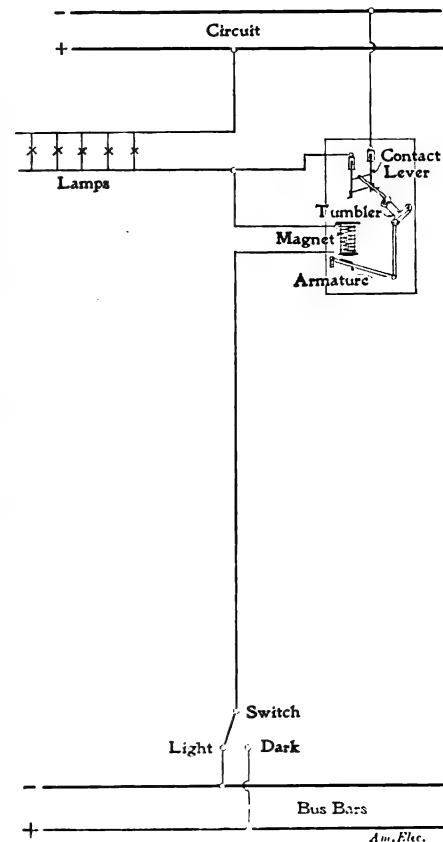 -
Circuit
+
Contact
Lever
Lamps
Tumbler
Magnet
Armature
Switch
Light
Dark
-
Bus Bars
+
Am. Elec.